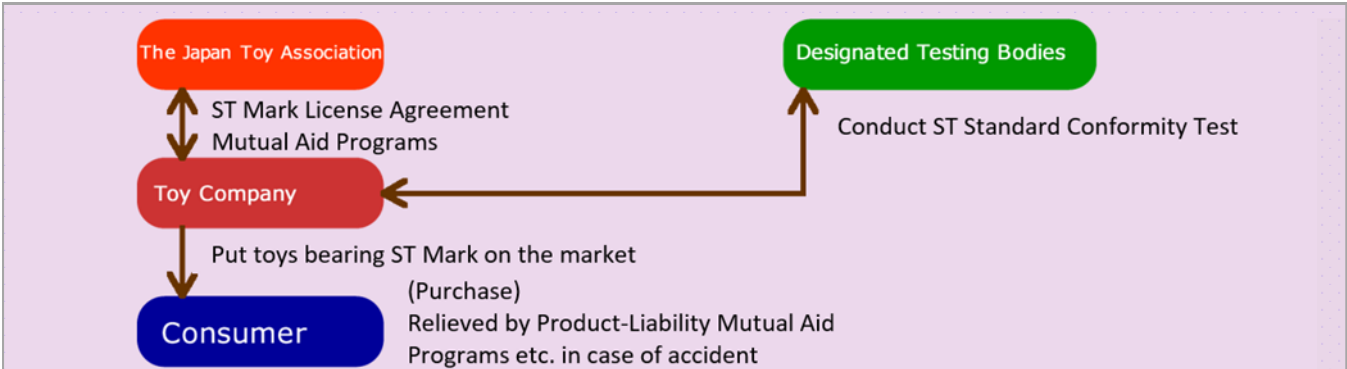 The Japan Toy Association
Designated Testing Bodies
ST Mark License Agreement
Mutual Aid Programs
Conduct ST Standard Conformity Test
Toy Company
Put toys bearing ST Mark on the market
(Purchase)
Consumer
Relieved by Product-Liability Mutual Aid
Programs etc. in case of accident